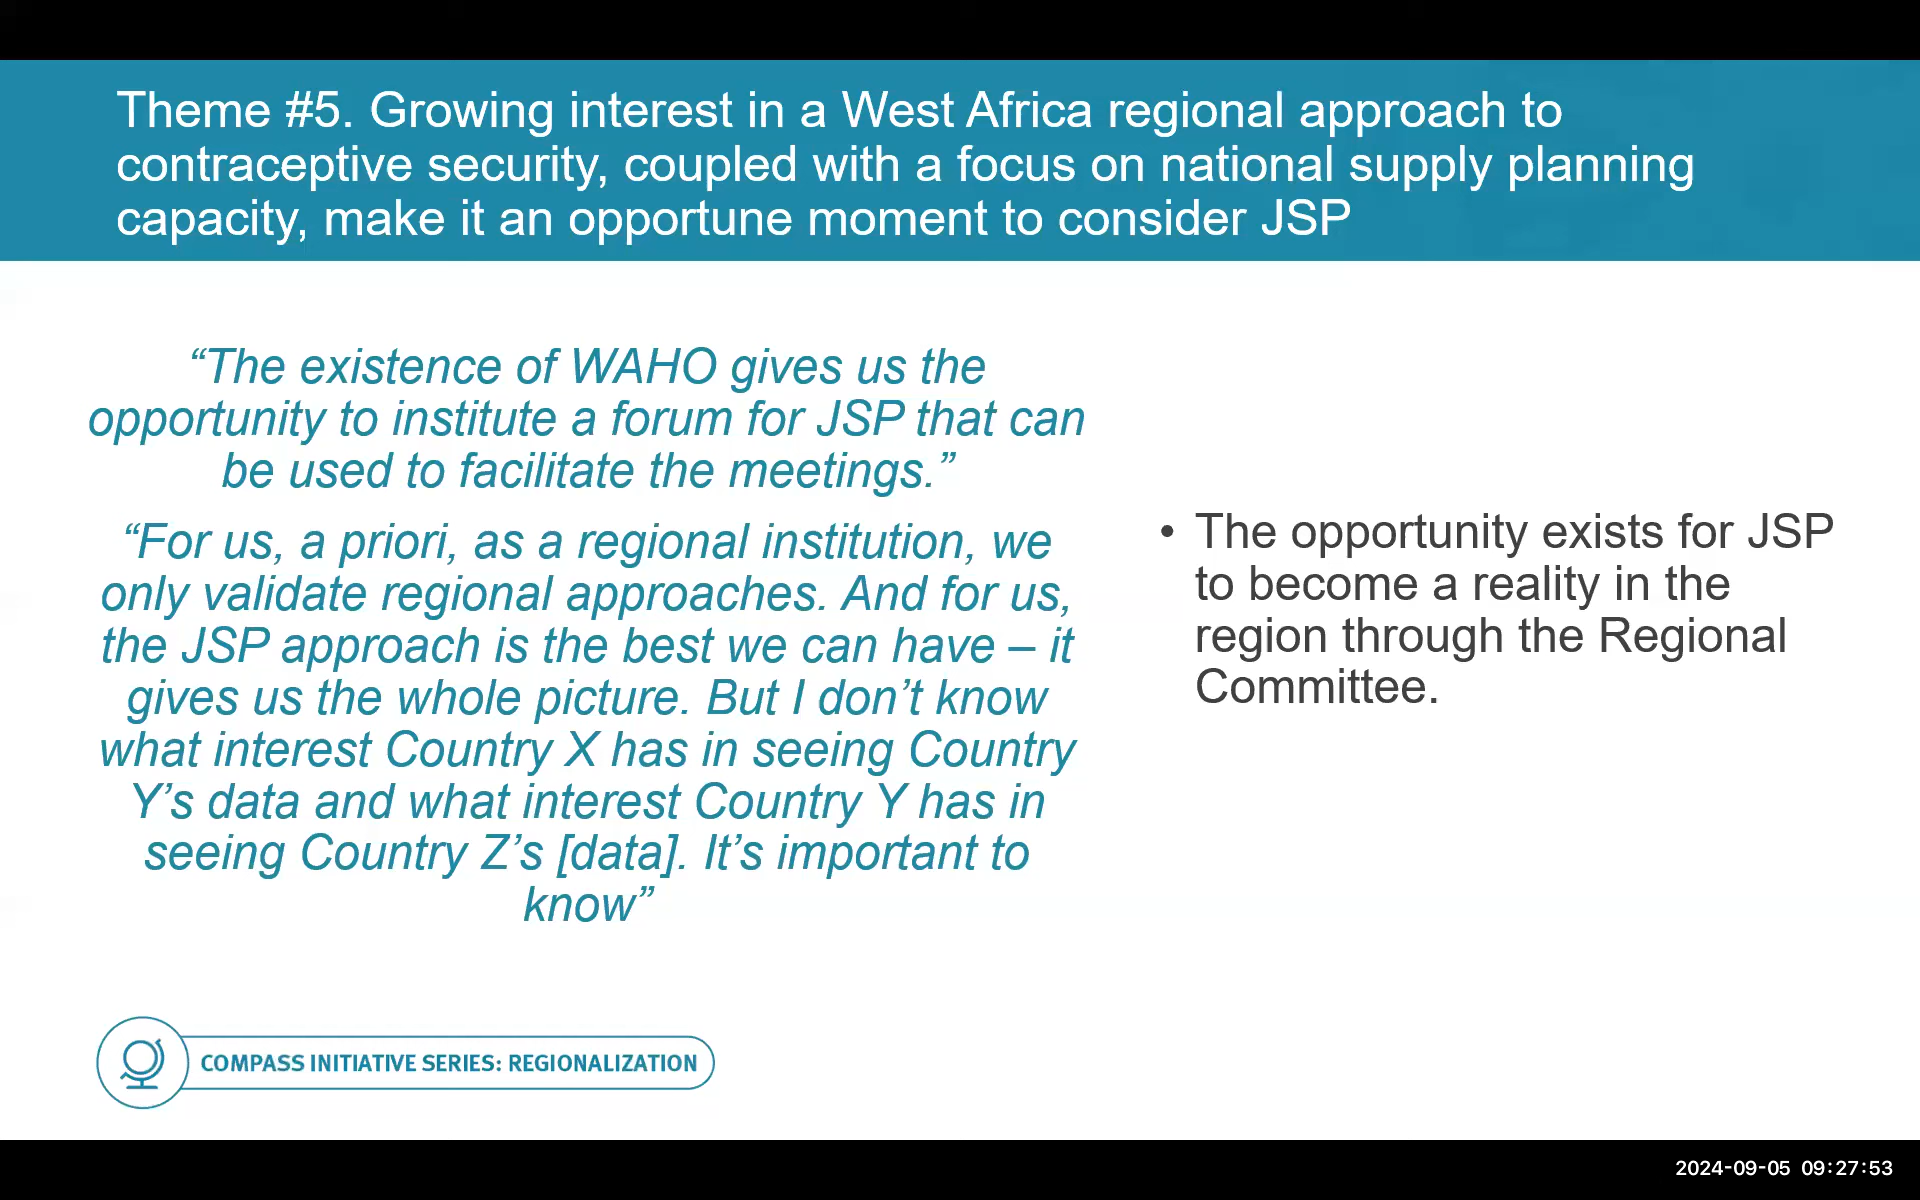 Theme #5. Growing interest in a West Africa regional approach to
contraceptive security, coupled with a focus on national supply planning
capacity, make it an opportune moment to consider JSP
“The existence of WAHO gives us the
opportunity to institute a forum for JSP that can
be used to facilitate the meetings.”
“For us, a priori, as a regional institution, we
only validate regional approaches. And for us,
the JSP approach is the best we can have – it
gives us the whole picture. But I don’t know
what interest Country X has in seeing Country
Y’s data and what interest Country Y has in
seeing Country Z’s [data]. It’s important to
know”
• The opportunity exists for JSP
to become a reality in the
region through the Regional
Committee.
COMPASS INITIATIVE SERIES: REGIONALIZATION
2024-09-05 09:27:53